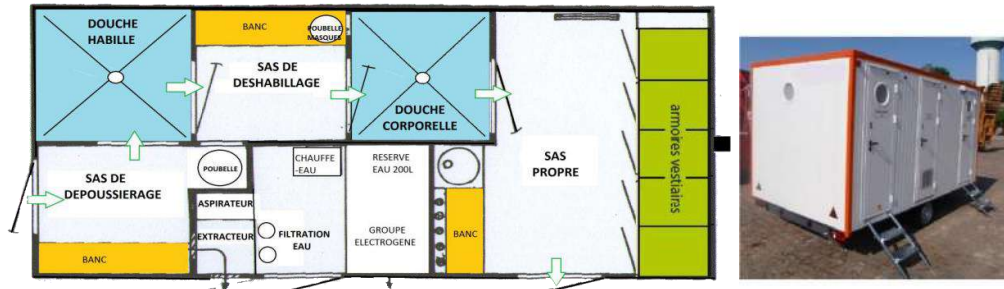 DOUCHE
HABILLE
BANC
POUBELLE
MASQUES
SAS DE
DESHABILLAGE
DOUCHE
CORPORELLE
SAS DE
DEPOUSSIERAGE
BANC
POUBELLE
ASPIRATEUR
EXTRACTEUR
CHAUFFE
-EAU
FILTRATION
EAU
RESERVE
EAU 200L
GROUPE
ELECTROGENE
BANC
SAS
PROPRE
armoires vestiaires